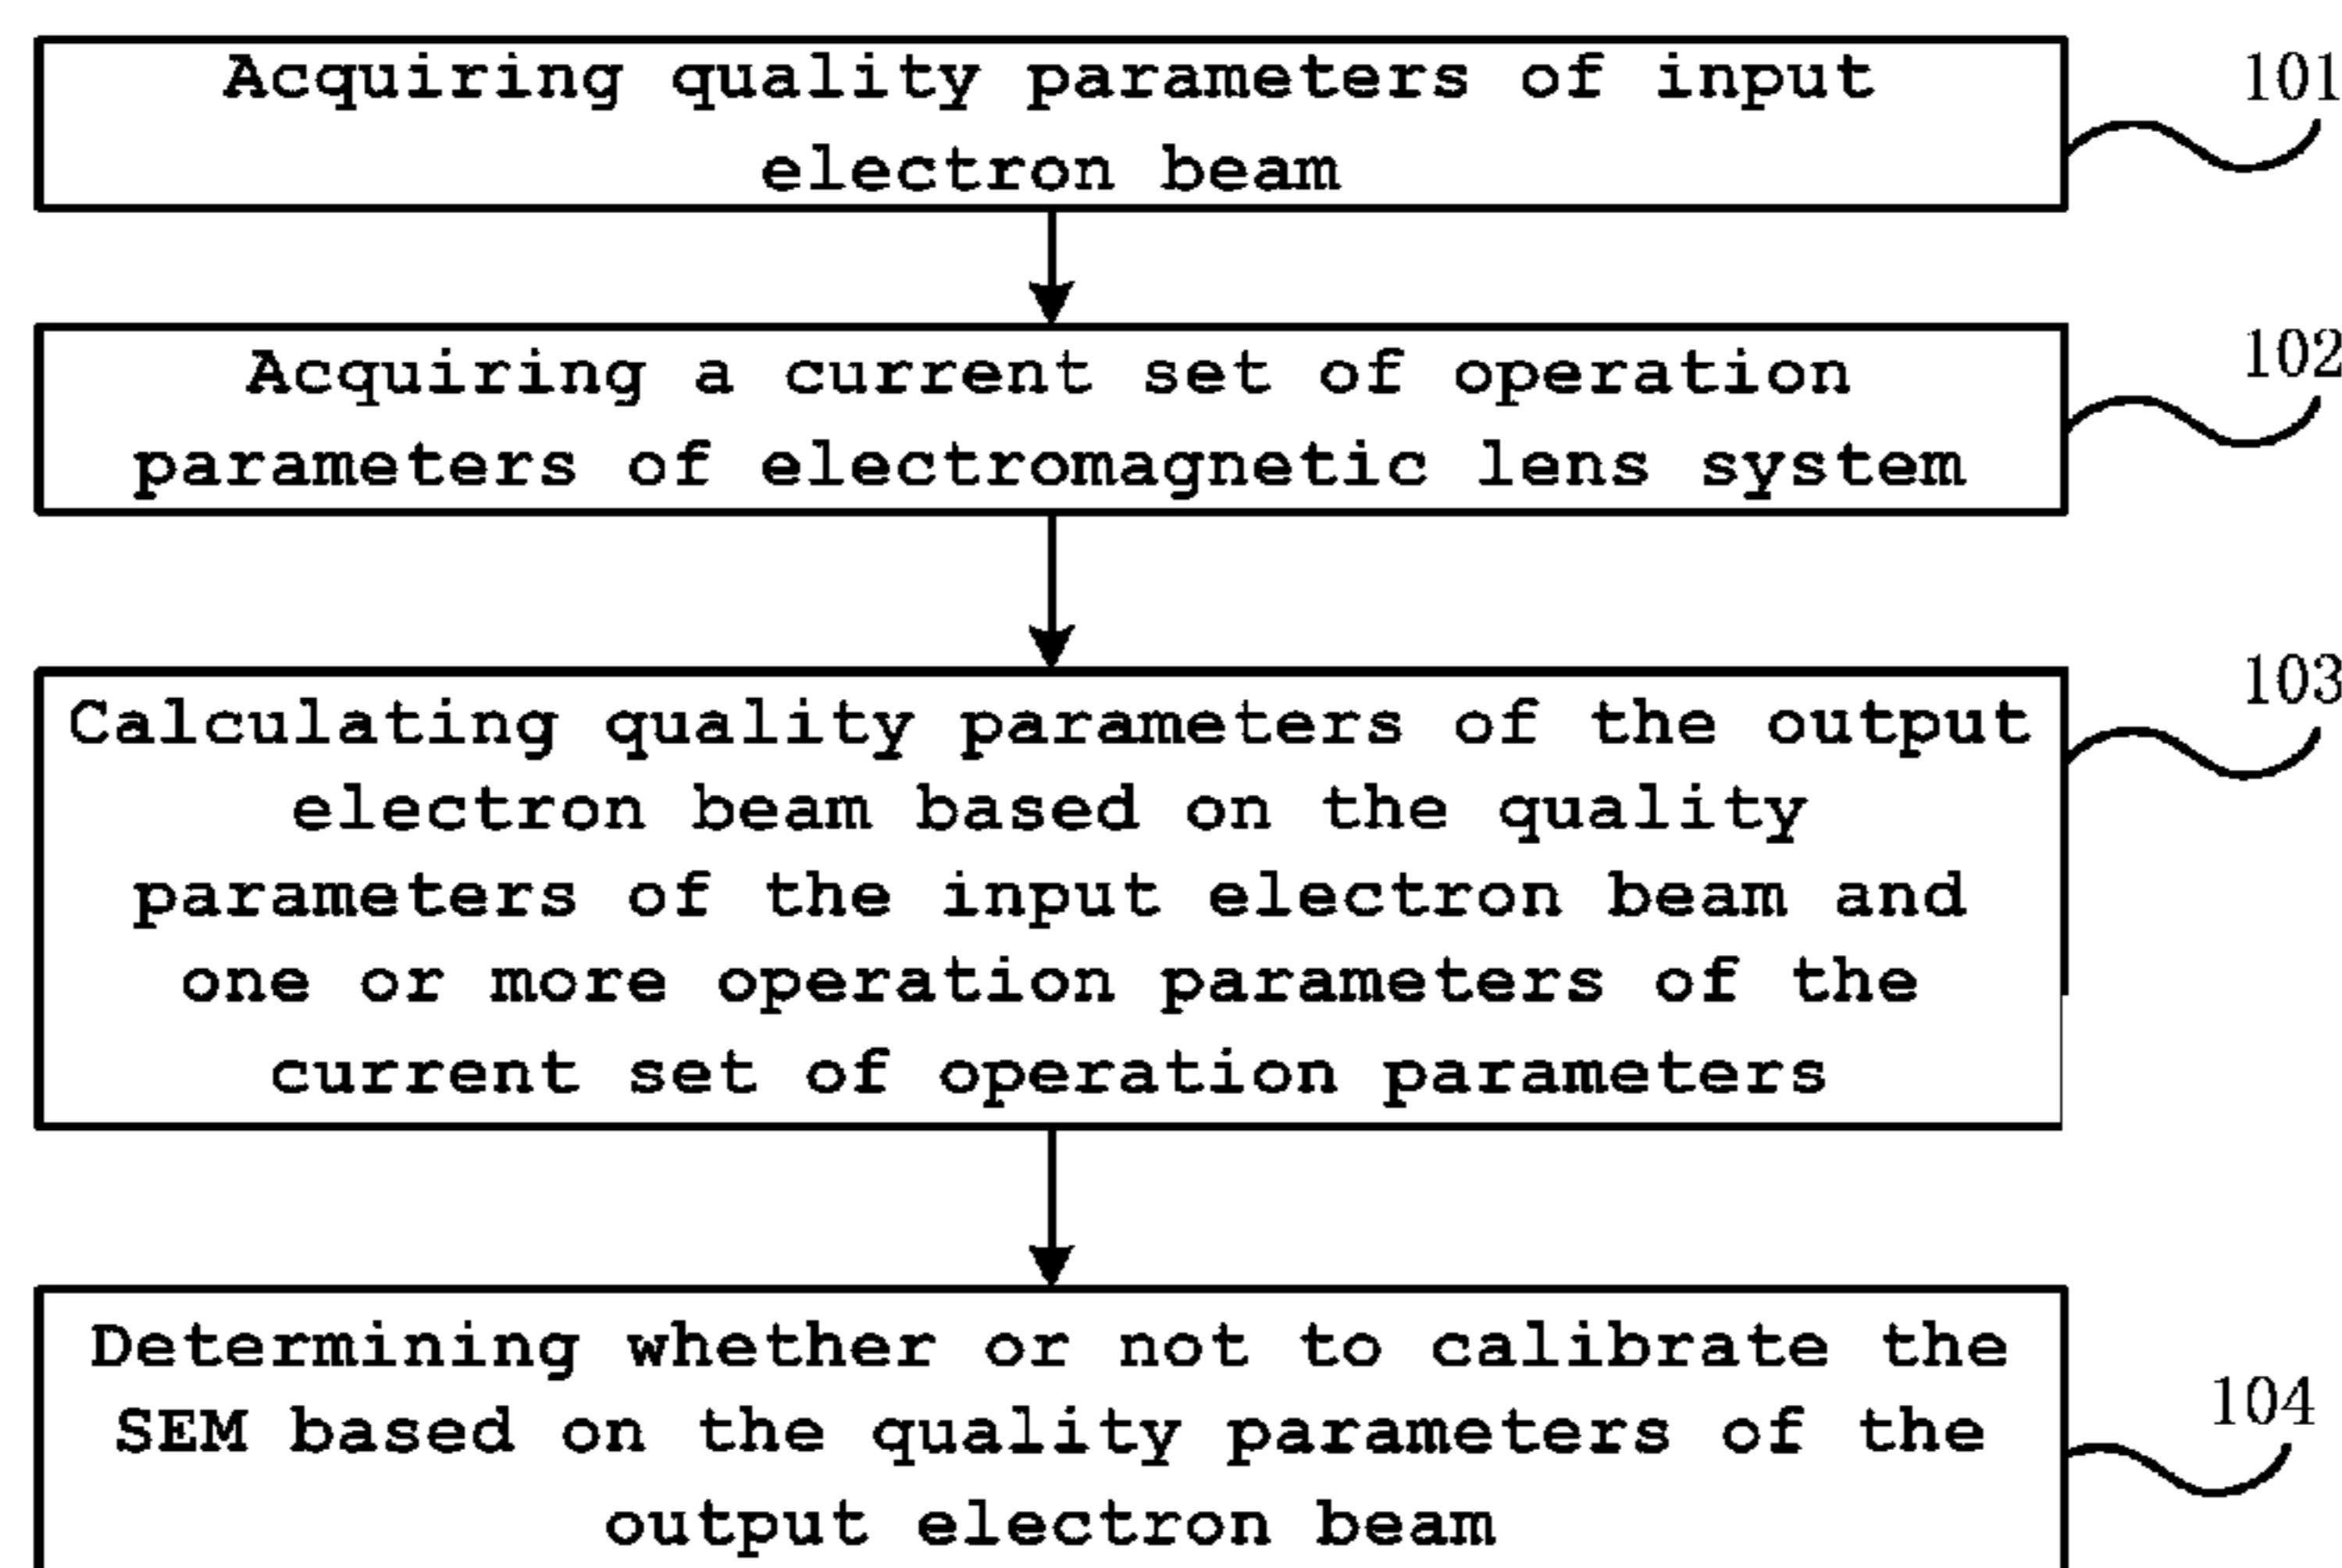 Acquiring quality parameters of input
electron beam
101
Acquiring a current set of operation
parameters of electromagnetic lens system
102
Calculating quality parameters of the output
electron beam based on the quality
parameters of the input electron beam and
one or more operation parameters of the
current set of operation parameters
103
Determining whether or not to calibrate the
SEM based on the quality parameters of the
output electron beam
104